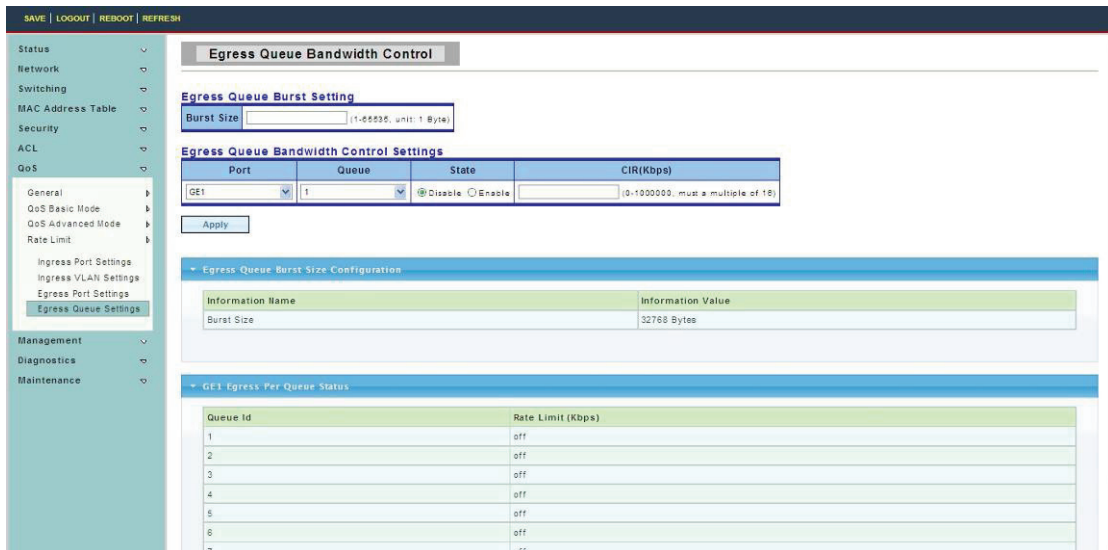 SAVE | LOGOUT | REBOOT | REFRESH
Status
Network
Switching
MAC Address Table
Security
ACL
QoS
General
QoS Basic Mode
QoS Advanced Mode
Rate Limit
Ingress Port Settings
Ingress VLAN Settings
Egress Port Settings
Egress Queue Settings
Management
Diagnostics
Maintenance
Egress Queue Bandwidth Control
Egress Queue Burst Setting
Burst Size (1-65535, unit: 1 Byte)
Egress Queue Bandwidth Control Settings
Port Queue State CIR(Kbps)
GE1 1 Disable Enable (0-1000000, must a multiple of 16)
Apply
Egress Queue Burst Size Configuration
Information Name Information Value
Burst Size 32768 Bytes
GE1 Egress Per Queue Status
Queue Id Rate Limit (Kbps)
1 off
2 off
3 off
4 off
5 off
6 off